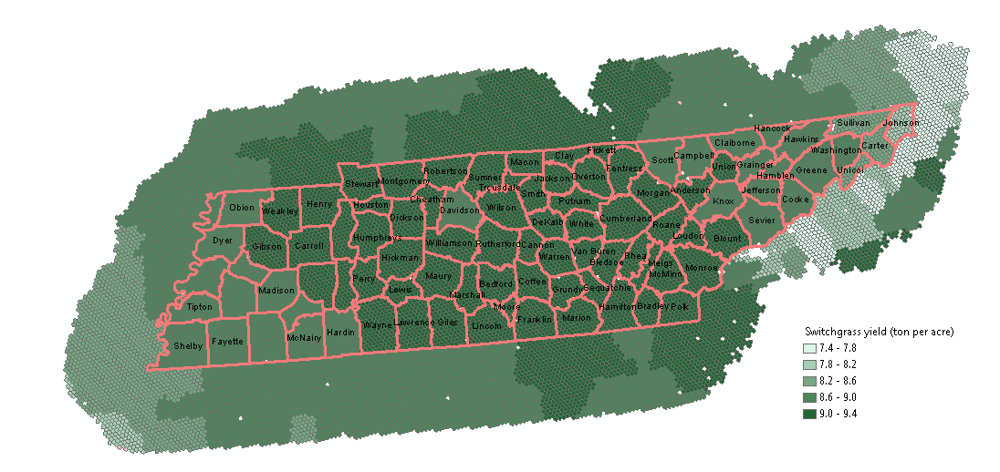 Hancock
Sullivan
Johnson
Claiborne
Hawkins
Washington
Carter
Pickett
Clay
Scott
Campbell
Macon
Fentress
Union
Grainger
Hamblen
Greene
Unicoi
Robertson
Sumner
Jackson
Overton
Stewart
Montgomery
Trousdale
Smith
Morgan
Anderson
Jefferson
Cocke
Obion
Weakley
Henry
Houston
Cheatham
Davidson
Wilson
Putnam
Knox
Dickson
DeKalb
White
Cumberland
Roane
Sevier
Dyer
Gibson
Carroll
Humphreys
Williamson
Rutherford
Cannon
Loudon
Blount
Hickman
Warren
Van Buren
Bledsoe
Rhea
Meigs
McMinn
Monroe
Madison
Perry
Lewis
Maury
Marshall
Bedford
Coffee
Grundy
Sequatchie
Tipton
Moore
Hamilton
Bradley
Polk
Shelby
Fayette
McNairy
Hardin
Wayne
Lawrence
Giles
Lincoln
Franklin
Marion
Switchgrass yield (ton per acre)
7.4 - 7.8
7.8 - 8.2
8.2 - 8.6
8.6 - 9.0
9.0 - 9.4